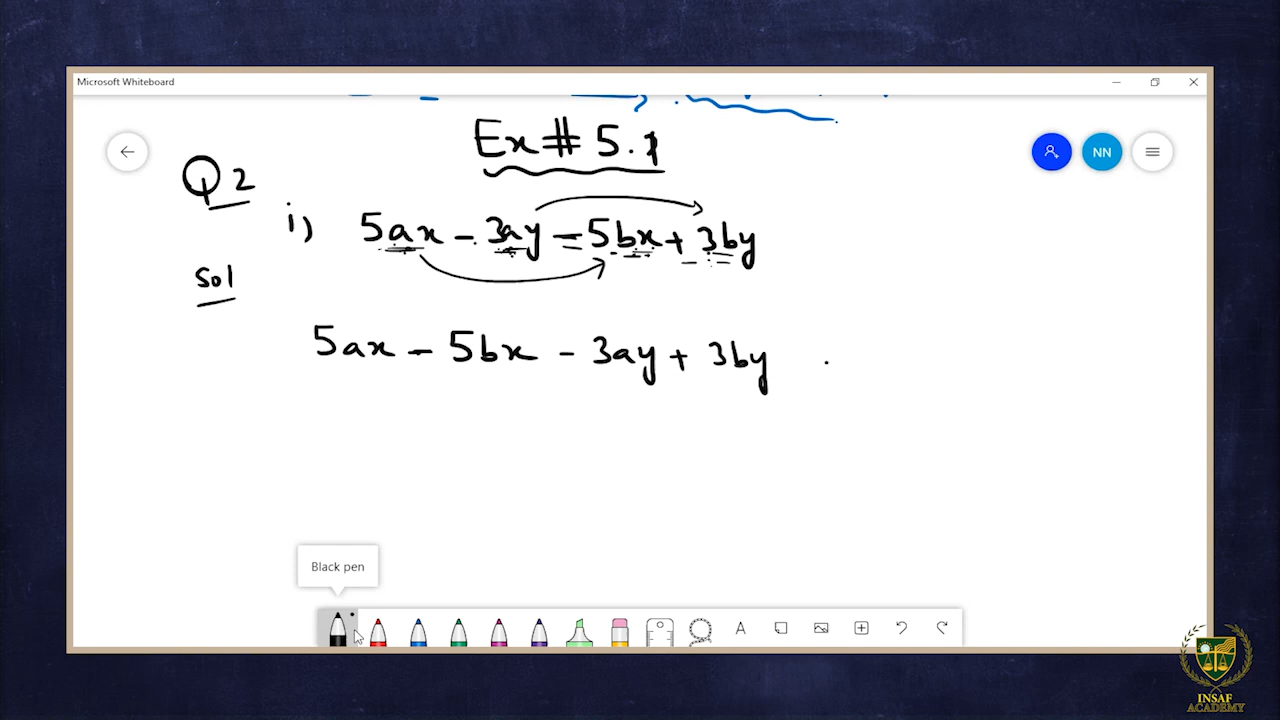 Microsoft Whiteboard
Ex # 5.1
NN
Q 2
i) 5ax - 3ay - 5bx + 3by
Sol
5ax - 5bx - 3ay + 3by
Black pen
A
INSAF
ACADEMY